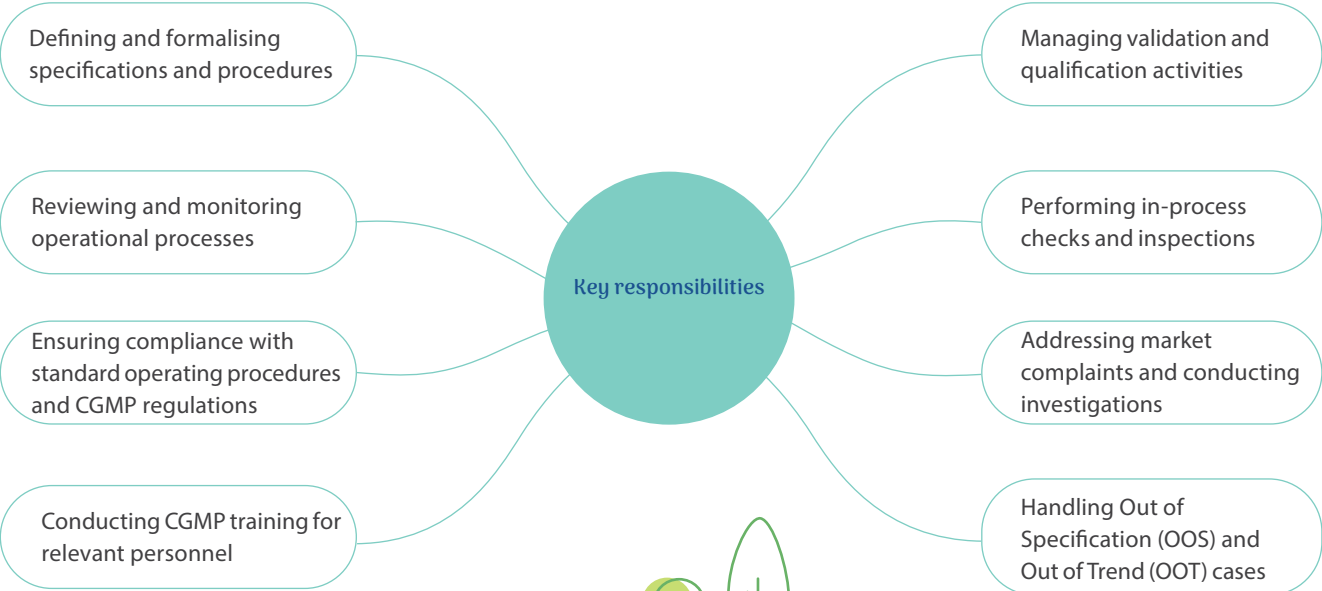 Defining and formalising
specifications and procedures
Reviewing and monitoring
operational processes
Ensuring compliance with
standard operating procedures
and CGMP regulations
Conducting CGMP training for
relevant personnel
Key responsibilities
Managing validation and
qualification activities
Performing in-process
checks and inspections
Addressing market
complaints and conducting
investigations
Handling Out of
Specification (OOS) and
Out of Trend (OOT) cases